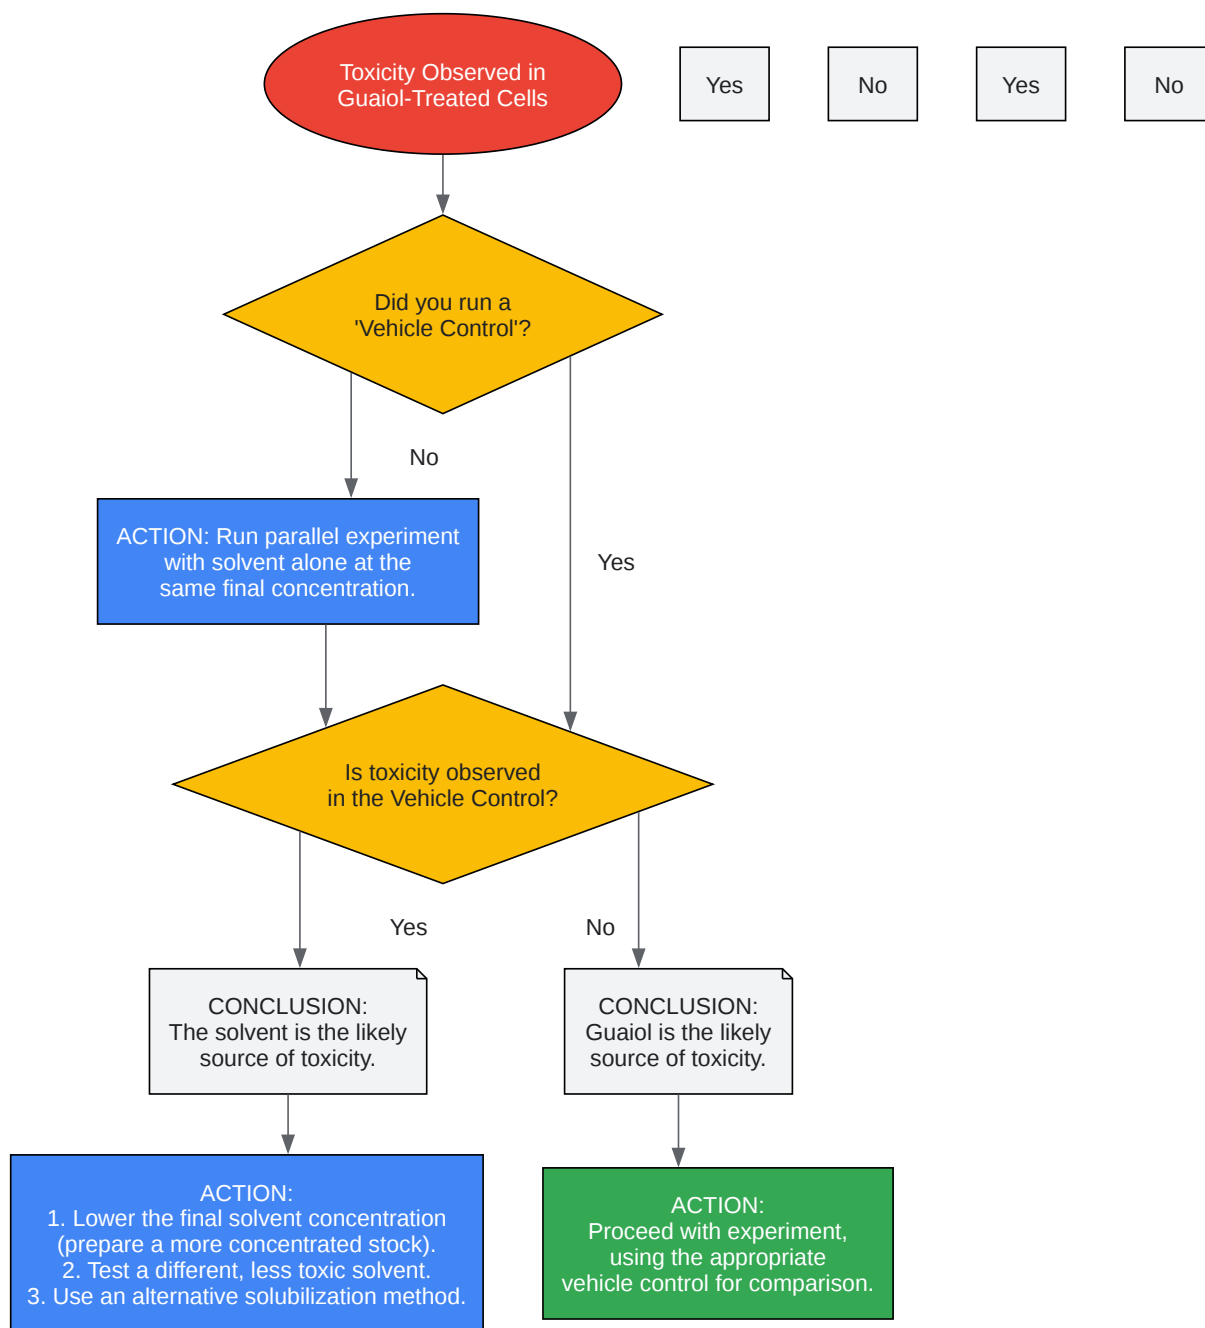 Toxicity Observed in
Guaiol-Treated Cells
Yes
No
Yes
No
Did you run a
'Vehicle Control'?
No
Yes
ACTION: Run parallel experiment
with solvent alone at the
same final concentration.
Is toxicity observed
in the Vehicle Control?
Yes
No
CONCLUSION:
The solvent is the likely
source of toxicity.
CONCLUSION:
Guaiol is the likely
source of toxicity.
ACTION:
1. Lower the final solvent concentration
(prepare a more concentrated stock).
2. Test a different, less toxic solvent.
3. Use an alternative solubilization method.
ACTION:
Proceed with experiment,
using the appropriate
vehicle control for comparison.